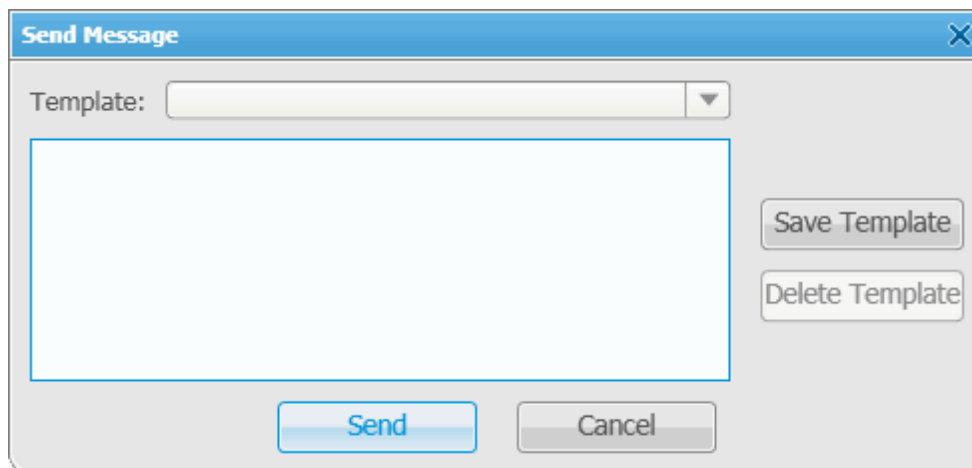 Send Message
Template:
Save Template
Delete Template
Send
Cancel